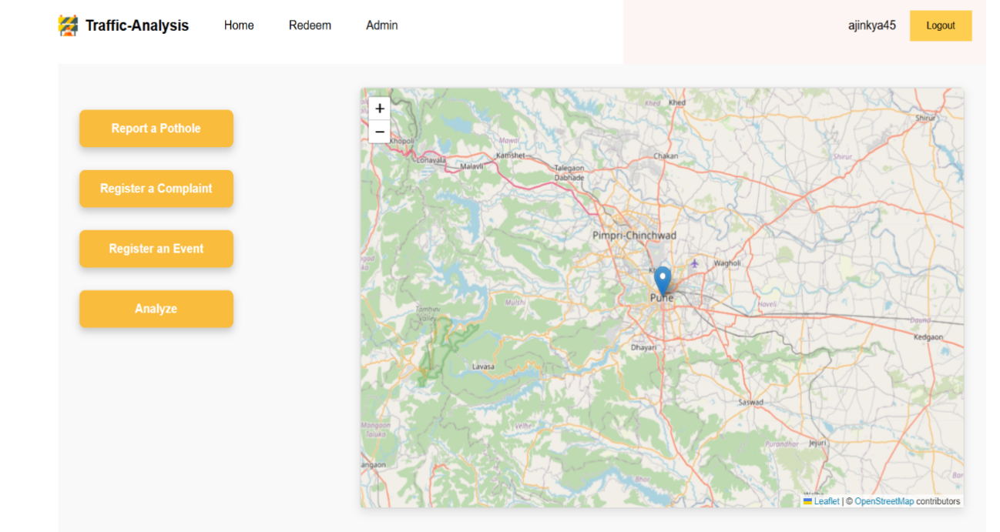 Traffic-Analysis Home Redeem Admin ajinkya45 Logout
Report a Pothole
Register a Complaint
Register an Event
Analyze
+
−
Khed Khed
Shirur
Khopoli
Mawal
Lonavala
Malavli
Kamshet
Talegaon
Dabhade
Chakan
Shirur
Pimpri-Chinchwad
Wagholi
Pune
Mulshi
Haveli
Tamhini
Valley
Daund
Kedgaon
Dhayari
Lavasa
Saswad
Mangaon
Taluka
Velhe
Purandhar
Jejuri
Bhor
Leaflet | © OpenStreetMap contributors